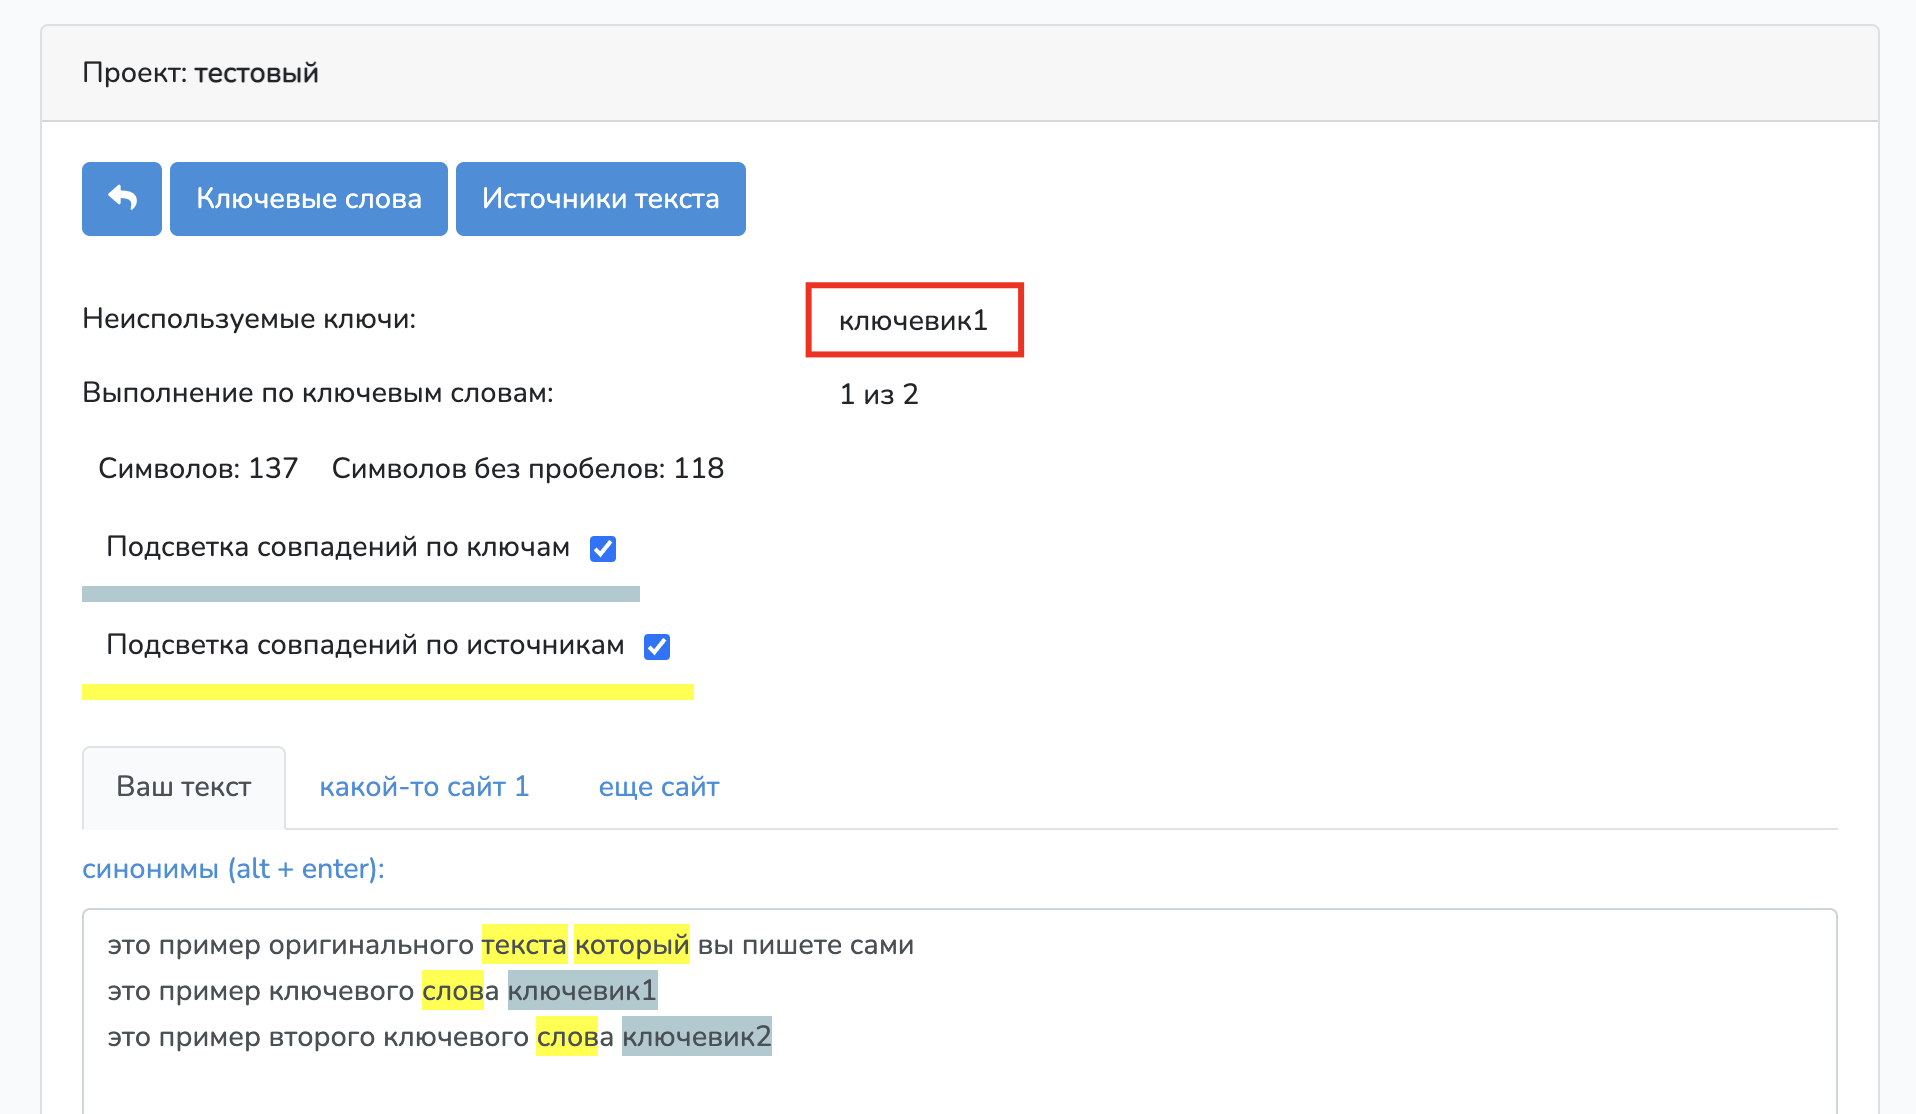 Проект: тестовый
Ключевые слова
Источники текста
Неиспользуемые ключи: ключевик1
Выполнение по ключевым словам: 1 из 2
Символов: 137 Символов без пробелов: 118
Подсветка совпадений по ключам
Подсветка совпадений по источникам
Ваш текст какой-то сайт 1 еще сайт
синонимы (alt + enter):
это пример оригинального текста который вы пишете сами
это пример ключевого слова ключевик1
это пример второго ключевого слова ключевик2